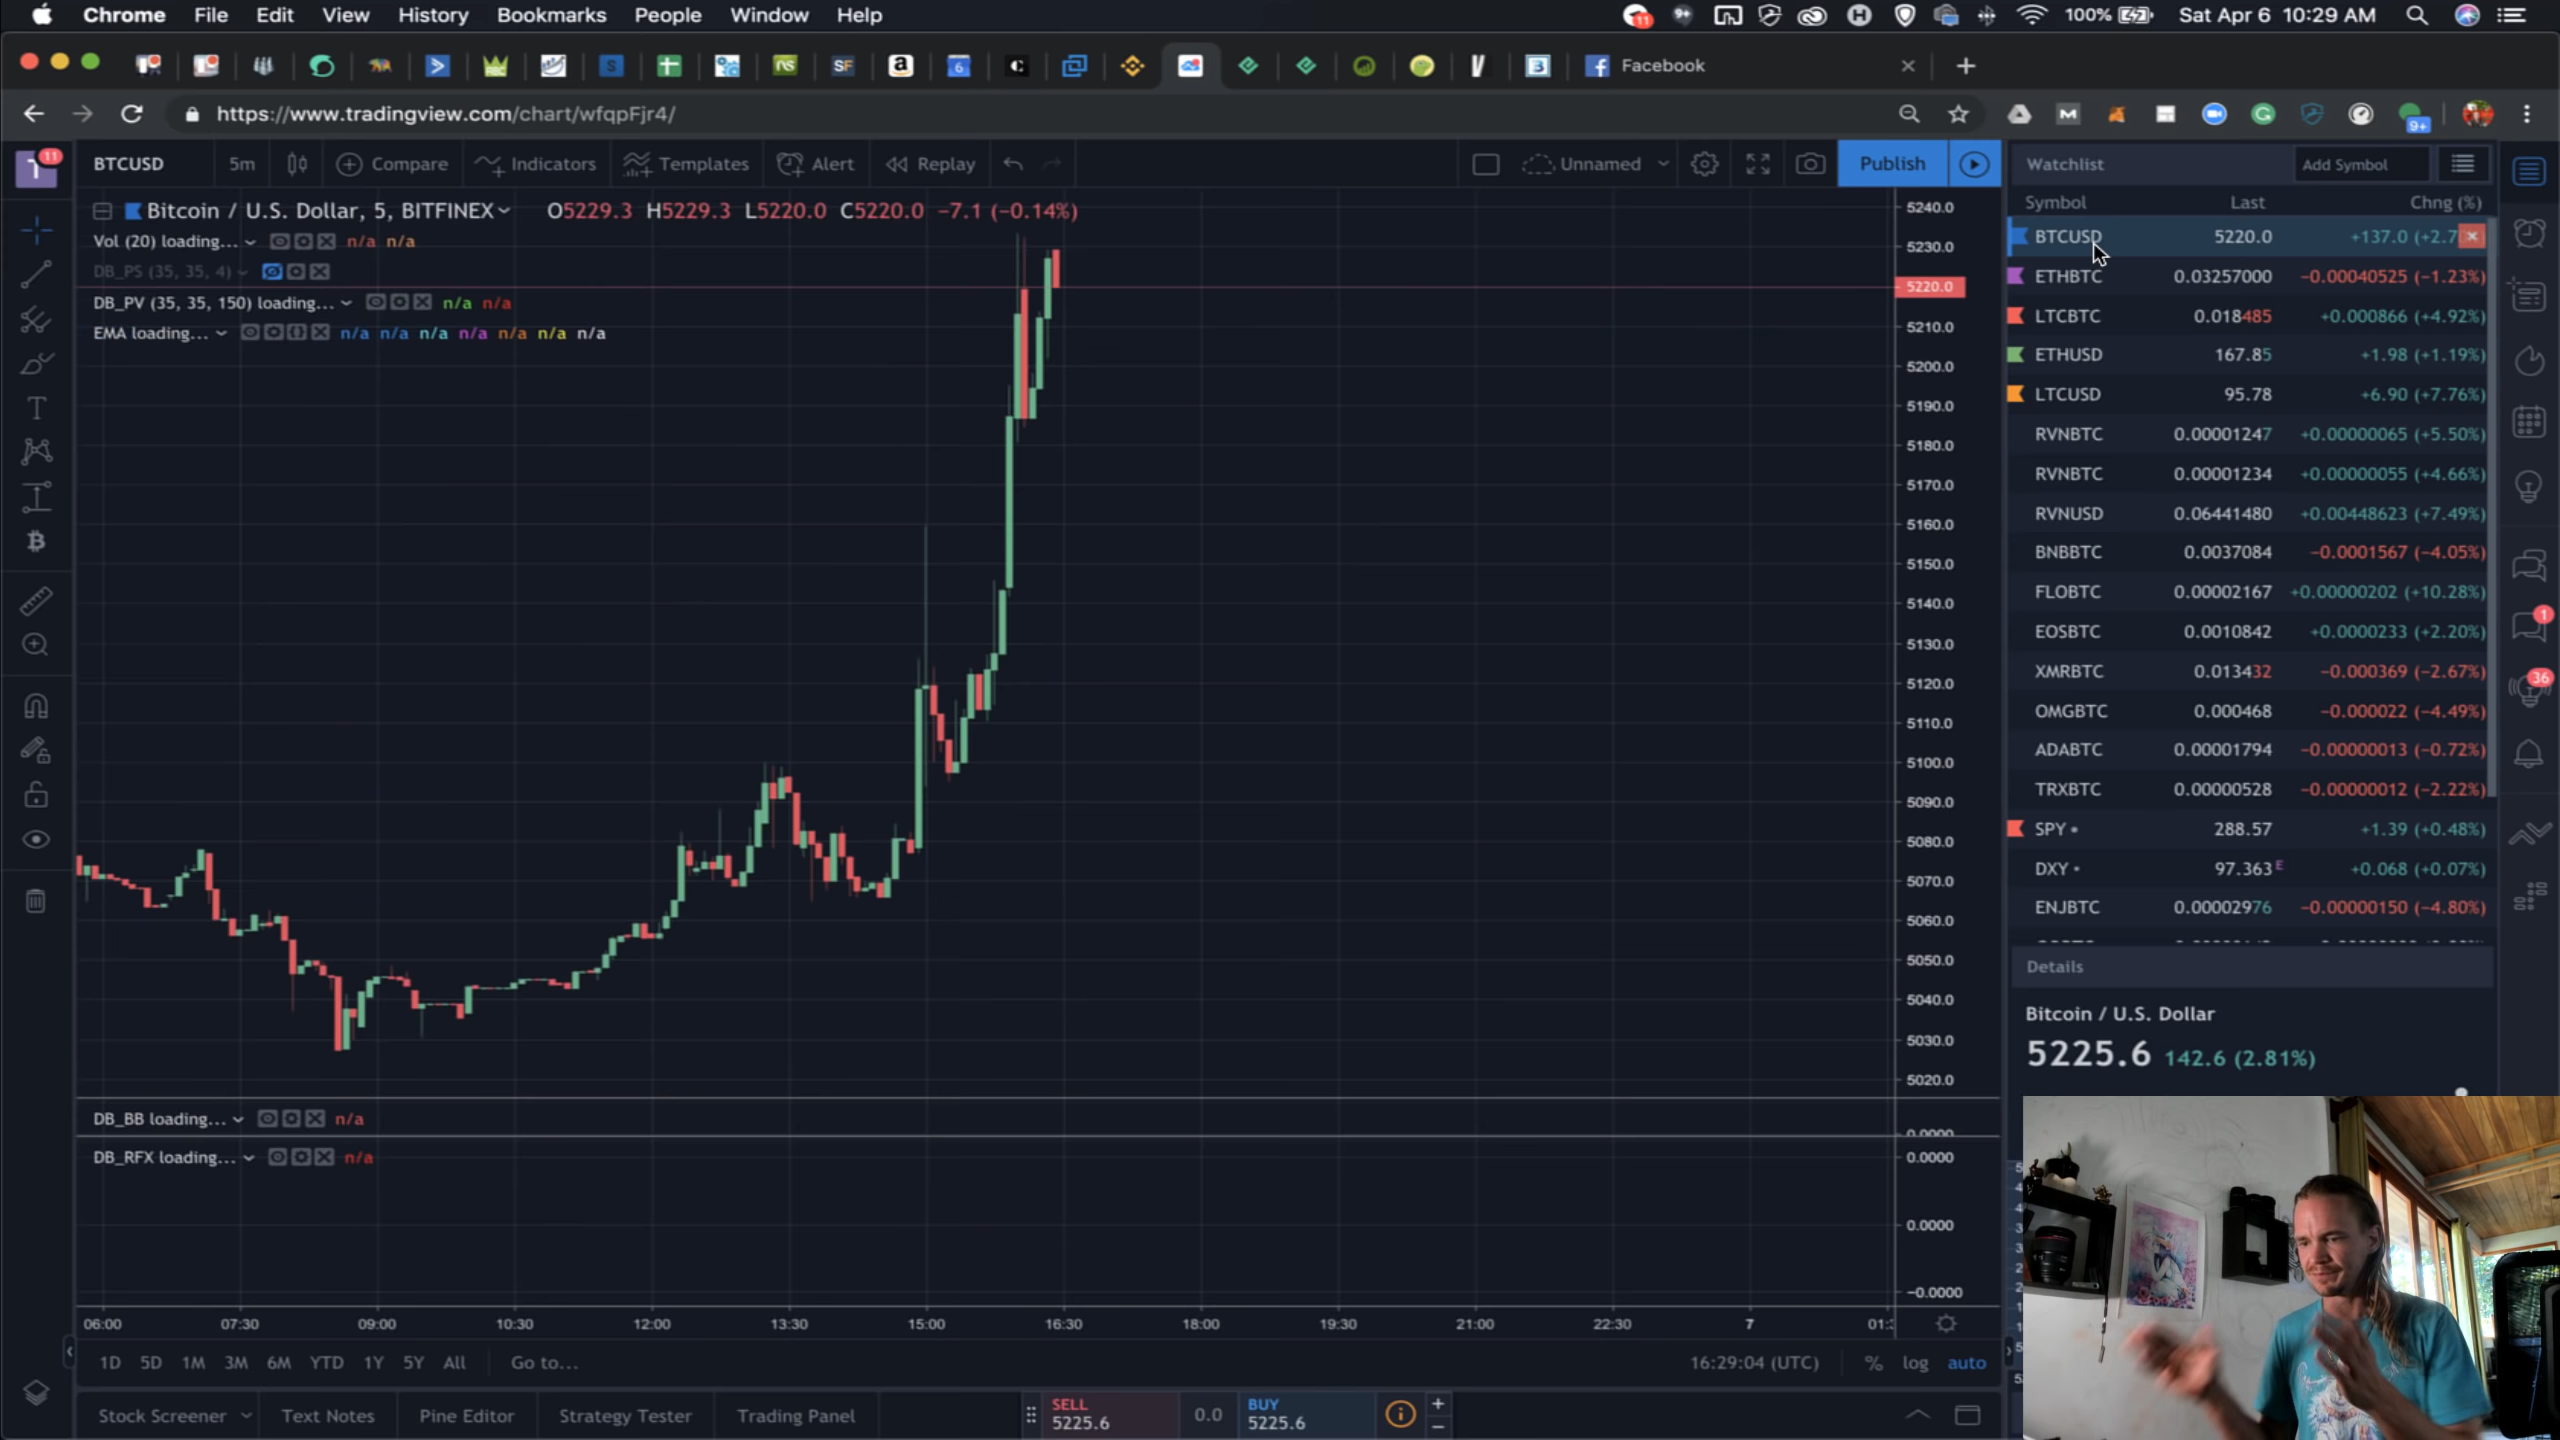 Chrome File Edit View History Bookmarks People Window Help 11 9+ 100% Sat Apr 6 10:29 AM
SF a 6 Facebook
https://www.tradingview.com/chart/wfqpFjr4/ 9+
11 BTCUSD 5m Compare Indicators Templates Alert Replay Unnamed Publish
Bitcoin / U.S. Dollar, 5, BITFINEX O5229.3 H5229.3 L5220.0 C5220.0 −7.1 (−0.14%)
Vol (20) loading... n/a n/a
DB_PS (35, 35, 4)
DB_PV (35, 35, 150) loading... n/a n/a
EMA loading... n/a n/a n/a n/a n/a n/a n/a
5240.0
5230.0
5220.0
5210.0
5200.0
5190.0
5180.0
5170.0
5160.0
5150.0
5140.0
5130.0
5120.0
5110.0
5100.0
5090.0
5080.0
5070.0
5060.0
5050.0
5040.0
5030.0
5020.0
DB_BB loading... n/a
0.0000
DB_RFX loading... n/a
0.0000
0.0000
−0.0000
06:00 07:30 09:00 10:30 12:00 13:30 15:00 16:30 18:00 19:30 21:00 22:30 7
1D 5D 1M 3M 6M YTD 1Y 5Y All Go to... 16:29:04 (UTC) % log auto
Stock Screener Text Notes Pine Editor Strategy Tester Trading Panel SELL 5225.6 0.0 BUY 5225.6
Watchlist Add Symbol
Symbol Last Chng (%)
BTCUSD 5220.0 +137.0 (+2.7
ETHBTC 0.03257000 −0.00040525 (−1.23%)
LTCBTC 0.018485 +0.000866 (+4.92%)
ETHUSD 167.85 +1.98 (+1.19%)
LTCUSD 95.78 +6.90 (+7.76%)
RVNBTC 0.00001247 +0.00000065 (+5.50%)
RVNBTC 0.00001234 +0.00000055 (+4.66%)
RVNUSD 0.06441480 +0.00448623 (+7.49%)
BNBBTC 0.0037084 −0.0001567 (−4.05%)
FLOBTC 0.00002167 +0.00000202 (+10.28%)
EOSBTC 0.0010842 +0.0000233 (+2.20%)
XMRBTC 0.013432 −0.000369 (−2.67%)
OMGBTC 0.000468 −0.000022 (−4.49%)
ADABTC 0.00001794 −0.00000013 (−0.72%)
TRXBTC 0.00000528 −0.00000012 (−2.22%)
SPY 288.57 +1.39 (+0.48%)
DXY 97.363 E +0.068 (+0.07%)
ENJBTC 0.00002976 −0.00000150 (−4.80%)
1
36
Details
Bitcoin / U.S. Dollar
5225.6 142.6 (2.81%)